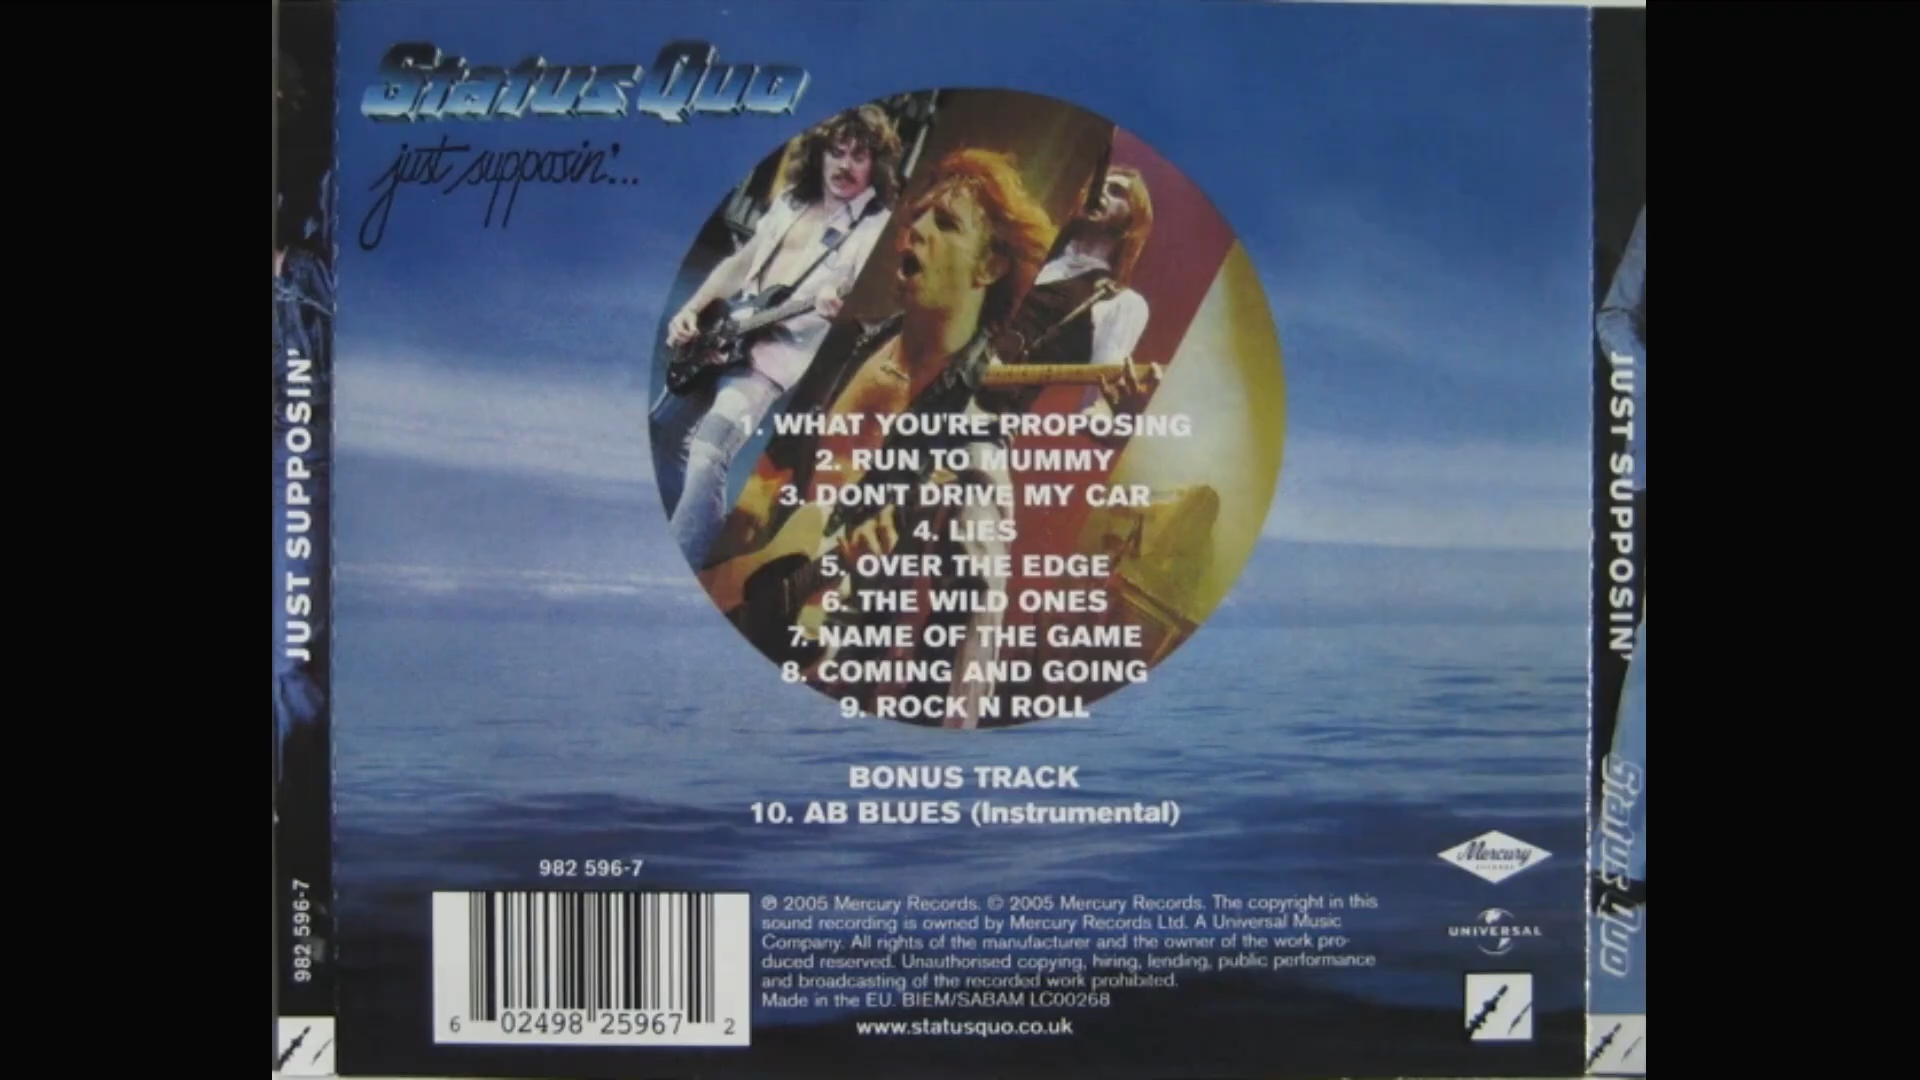 Status Quo
just supposin'...
JUST SUPPOSIN'
982 596-7
1. WHAT YOU'RE PROPOSING
2. RUN TO MUMMY
3. DON'T DRIVE MY CAR
4. LIES
5. OVER THE EDGE
6. THE WILD ONES
7. NAME OF THE GAME
8. COMING AND GOING
9. ROCK N ROLL
BONUS TRACK
10. AB BLUES (Instrumental)
982 596-7
6 02498 25967 2
℗ 2005 Mercury Records. © 2005 Mercury Records. The copyright in this
sound recording is owned by Mercury Records Ltd. A Universal Music
Company. All rights of the manufacturer and the owner of the work pro-
duced reserved. Unauthorised copying, hiring, lending, public performance
and broadcasting of the recorded work prohibited.
Made in the EU. BIEM/SABAM LC00268
www.statusquo.co.uk
Mercury
RECORDS
UNIVERSAL
JUST SUPPOSIN'
Status Quo